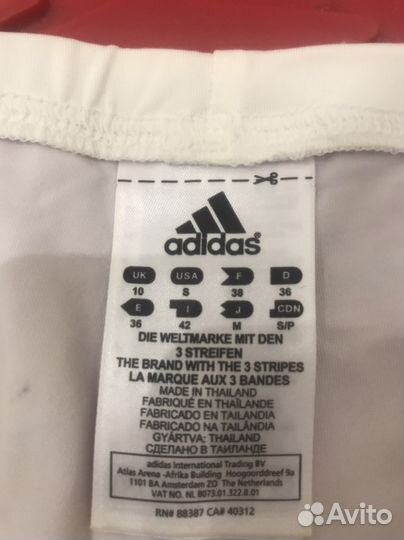 adidas
UK USA F D
10 S 38 36
E I J CDN
36 42 M S/P
DIE WELTMARKE MIT DEN
3 STREIFEN
THE BRAND WITH THE 3 STRIPES
LA MARQUE AUX 3 BANDES
MADE IN THAILAND
FABRIQUÉ EN THAÏLANDE
FABRICADO EN TAILANDIA
FABRICADO NA TAILÂNDIA
GYÁRTVA: THAILAND
СДЕЛАНО В ТАИЛАНДЕ
adidas International Trading BV
Atlas Arena -Afrika Building Hoogoorddreef 9a
1101 BA Amsterdam ZO The Netherlands
VAT NO. NL 8073.01.322.B.01
RN# 88387 CA# 40312
Avito